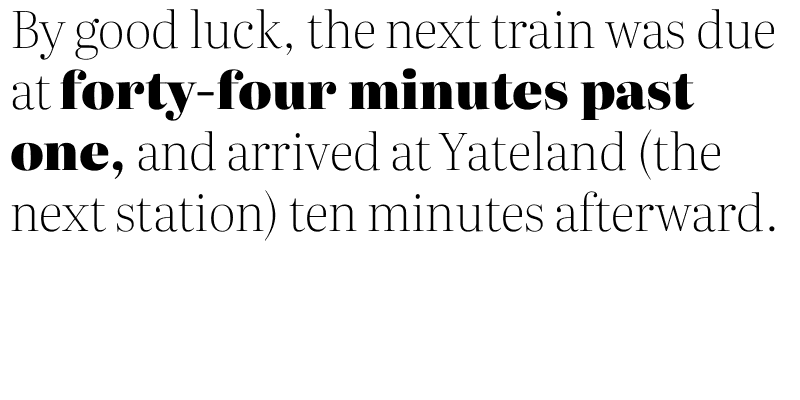 By good luck, the next train was due
at forty-four minutes past
one, and arrived at Yateland (the
next station) ten minutes afterward.